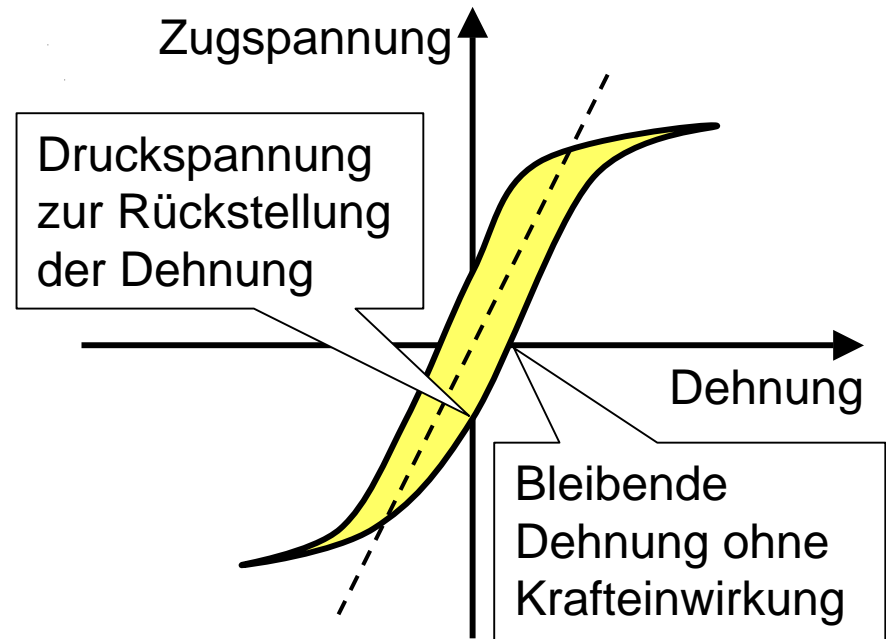 Zugspannung
Druckspannung
zur Rückstellung
der Dehnung
Dehnung
Bleibende
Dehnung ohne
Krafteinwirkung